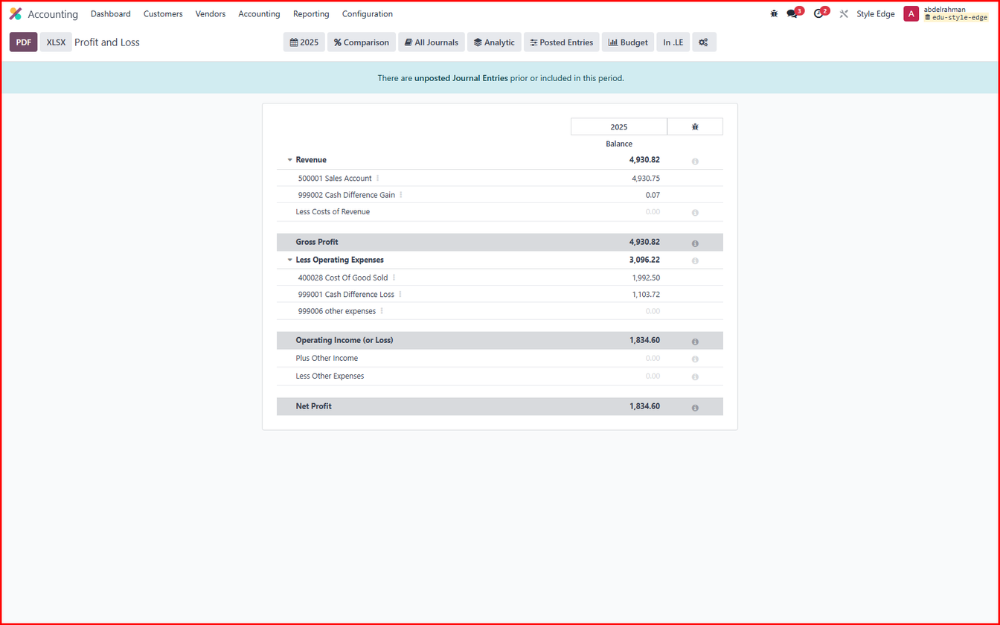 Accounting Dashboard Customers Vendors Accounting Reporting Configuration 3 2 Style Edge A abdelrahman
edu-style-edge
PDF XLSX Profit and Loss 2025 % Comparison All Journals Analytic Posted Entries Budget In .LE
There are unposted Journal Entries prior or included in this period.
2025
Balance
Revenue 4,930.82
500001 Sales Account 4,930.75
999002 Cash Difference Gain 0.07
Less Costs of Revenue 0.00
Gross Profit 4,930.82
Less Operating Expenses 3,096.22
400028 Cost Of Good Sold 1,992.50
999001 Cash Difference Loss 1,103.72
999006 other expenses 0.00
Operating Income (or Loss) 1,834.60
Plus Other Income 0.00
Less Other Expenses 0.00
Net Profit 1,834.60